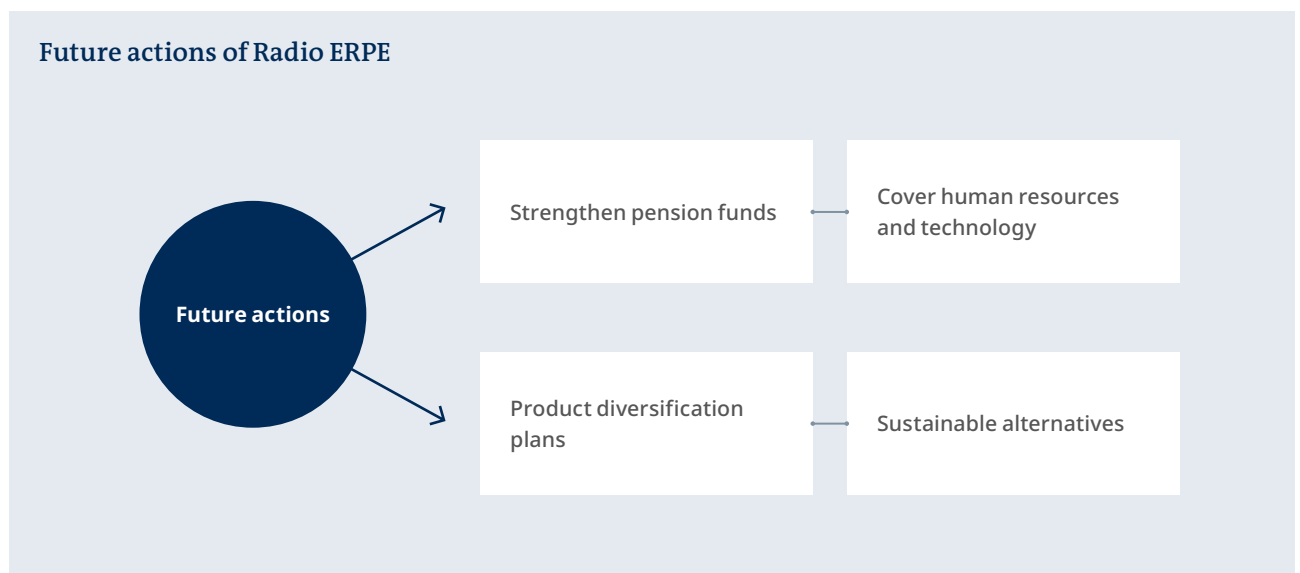 Future actions of Radio ERPE
Future actions
Strengthen pension funds
Cover human resources
and technology
Product diversification
plans
Sustainable alternatives